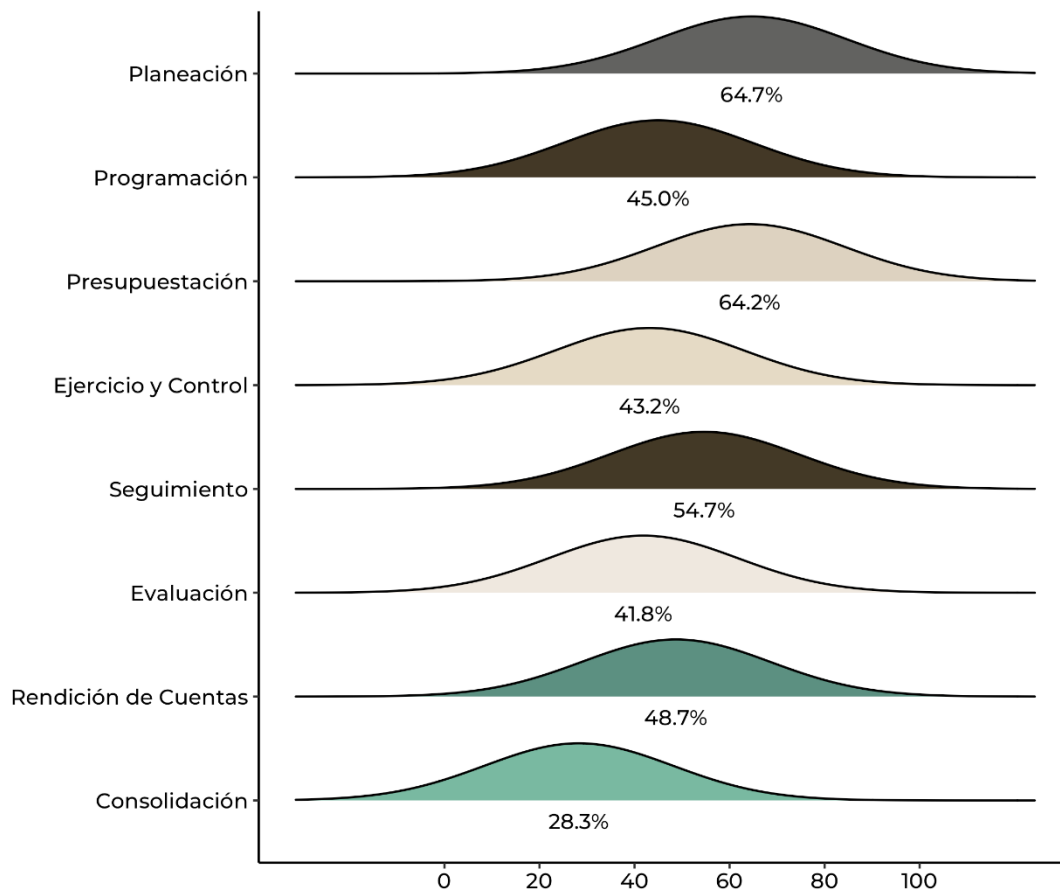 Planeación
64.7%
Programación
45.0%
Presupuestación
64.2%
Ejercicio y Control
43.2%
Seguimiento
54.7%
Evaluación
41.8%
Rendición de Cuentas
48.7%
Consolidación
28.3%
0 20 40 60 80 100